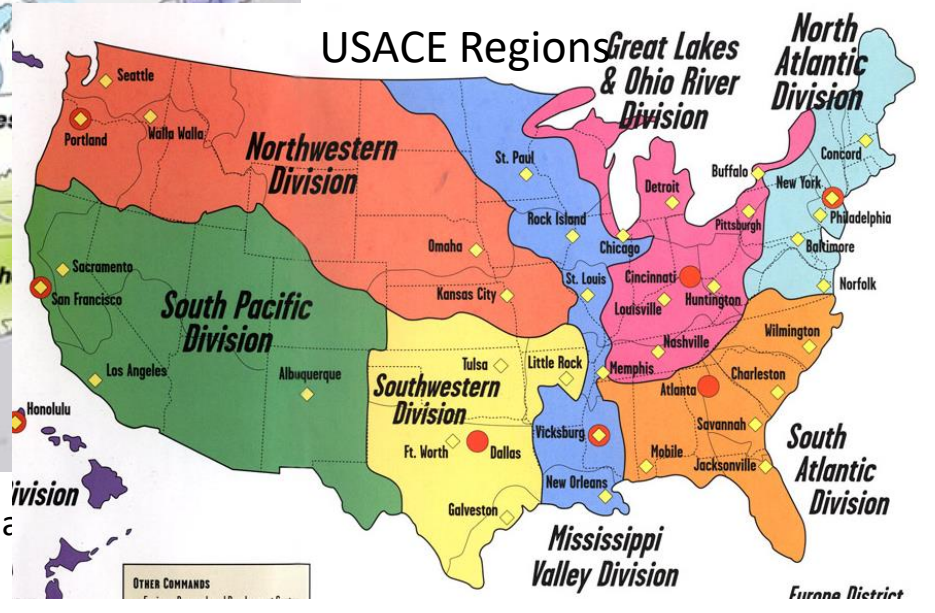 USACE Regions
Great Lakes
& Ohio River
Division
North
Atlantic
Division
Seattle
Portland
Walla Walla
Northwestern
Division
St. Paul
Buffalo
Concord
Detroit
New York
Rock Island
Pittsburgh
Philadelphia
Omaha
Chicago
Baltimore
Sacramento
San Francisco
Kansas City
St. Louis
Cincinnati
Louisville
Huntington
Norfolk
South Pacific
Division
Nashville
Wilmington
Los Angeles
Albuquerque
Tulsa
Little Rock
Memphis
Southwestern
Division
Atlanta
Charleston
Honolulu
Ft. Worth
Dallas
Vicksburg
Savannah
Mobile
Jacksonville
South
Atlantic
Division
New Orleans
Galveston
ivision
Mississippi
Valley Division
OTHER COMMANDS
Europe District